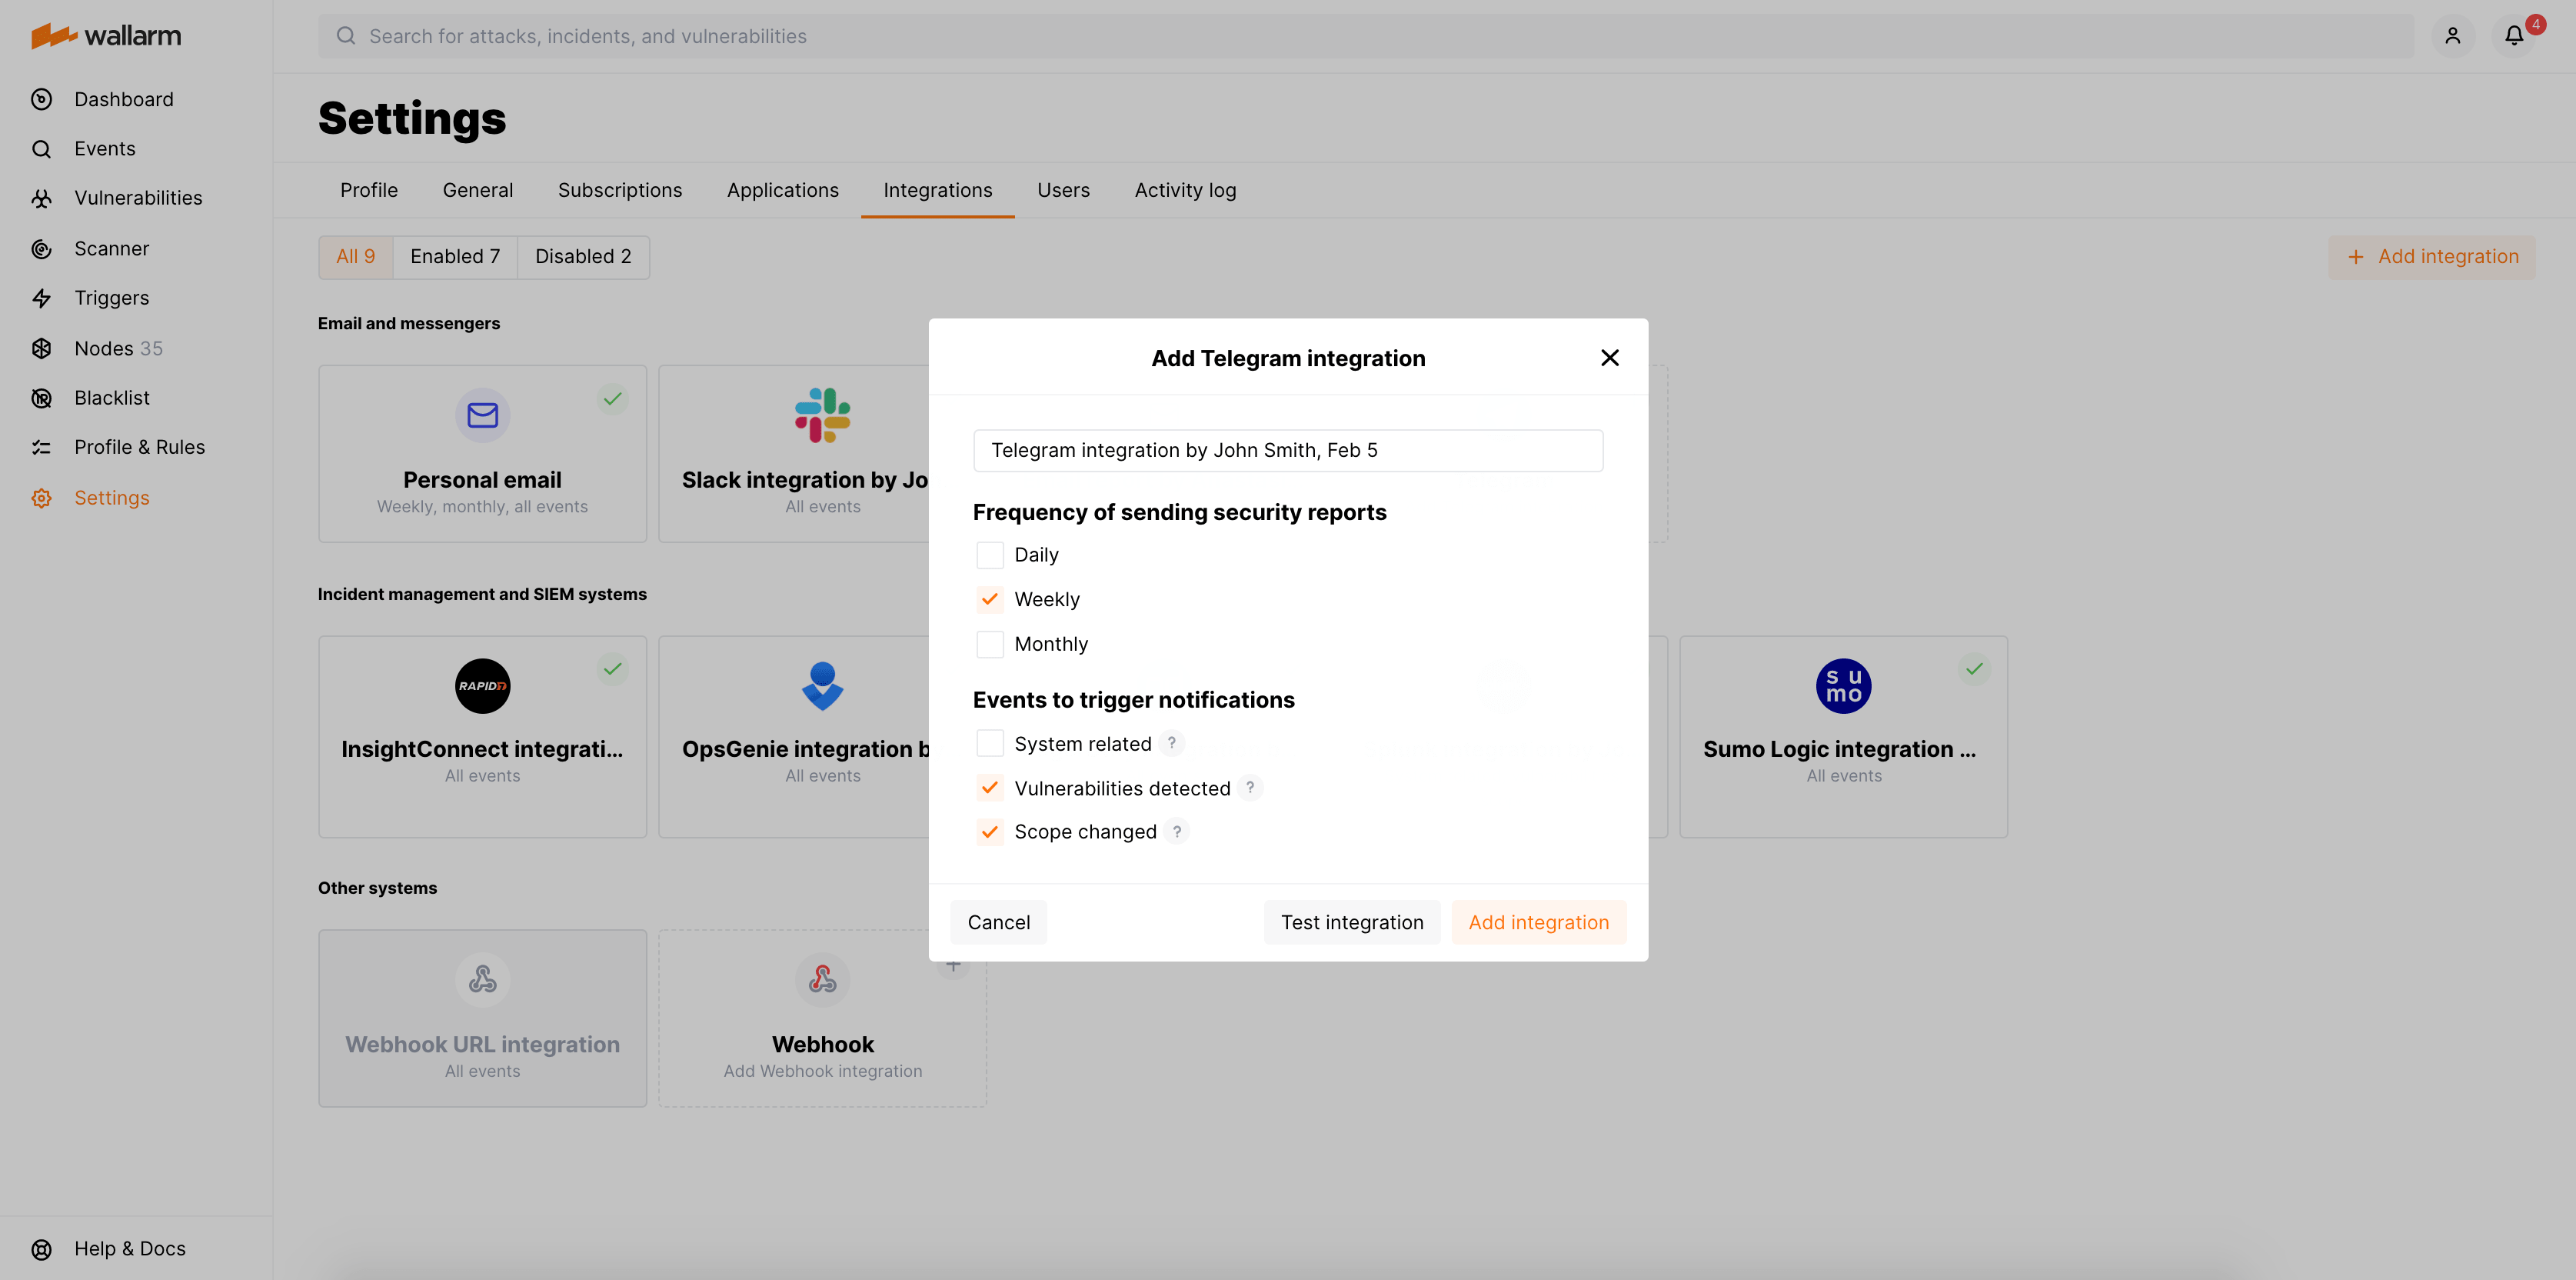 wallarm
Search for attacks, incidents, and vulnerabilities
4
Dashboard
Events
Vulnerabilities
Scanner
Triggers
Nodes 35
Blacklist
Profile & Rules
Settings
Help & Docs
Settings
Profile General Subscriptions Applications Integrations Users Activity log
All 9 Enabled 7 Disabled 2
+ Add integration
Email and messengers
Personal email
Weekly, monthly, all events
Slack integration by Jo
All events
Incident management and SIEM systems
RAPID7
InsightConnect integrati...
All events
OpsGenie integration b
All events
su
mo
Sumo Logic integration ...
All events
Other systems
Webhook URL integration
All events
Webhook
Add Webhook integration
Add Telegram integration
Telegram integration by John Smith, Feb 5
Frequency of sending security reports
Daily
Weekly
Monthly
Events to trigger notifications
System related ?
Vulnerabilities detected ?
Scope changed ?
Cancel Test integration Add integration